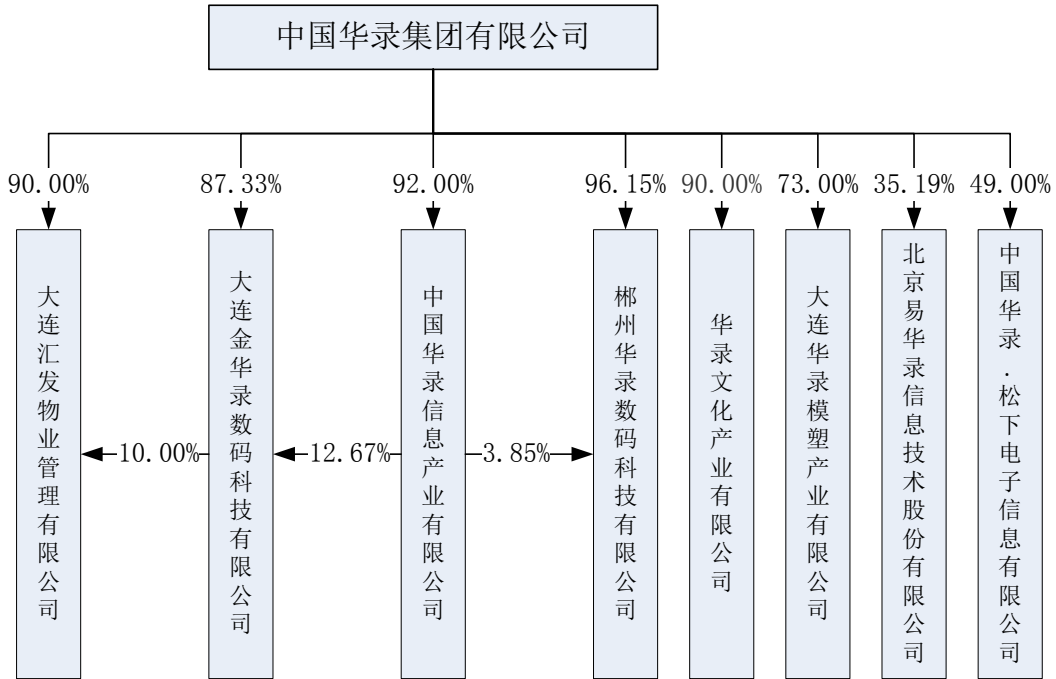 中国华录集团有限公司
90.00%
87.33%
92.00%
96.15%
90.00%
73.00%
35.19%
49.00%
大连汇发物业管理有限公司
10.00%
大连金华录数码科技有限公司
12.67%
中国华录信息产业有限公司
3.85%
郴州华录数码科技有限公司
华录文化产业有限公司
大连华录模塑产业有限公司
北京易华录信息技术股份有限公司
中国华录.松下电子信息有限公司